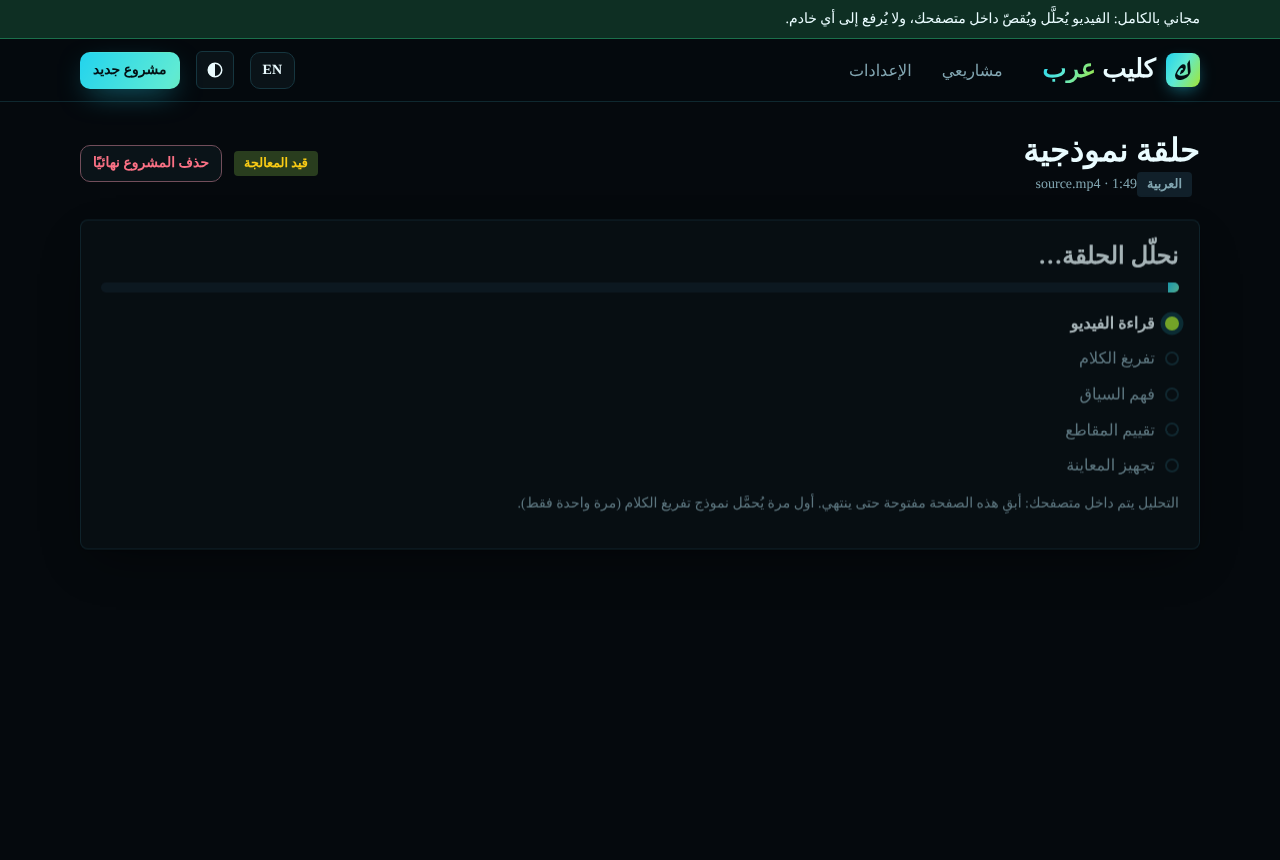 مجاني بالكامل: الفيديو يُحلَّل ويُقصّ داخل متصفحك، ولا يُرفع إلى أي خادم.
ك كليب عرب
مشاريعي
الإعدادات
EN
مشروع جديد
حلقة نموذجية
العربية source.mp4 · 1:49
قيد المعالجة
حذف المشروع نهائيًا
نحلّل الحلقة…
قراءة الفيديو
تفريغ الكلام
فهم السياق
تقييم المقاطع
تجهيز المعاينة
التحليل يتم داخل متصفحك: أبقِ هذه الصفحة مفتوحة حتى ينتهي. أول مرة يُحمَّل نموذج تفريغ الكلام (مرة واحدة فقط).